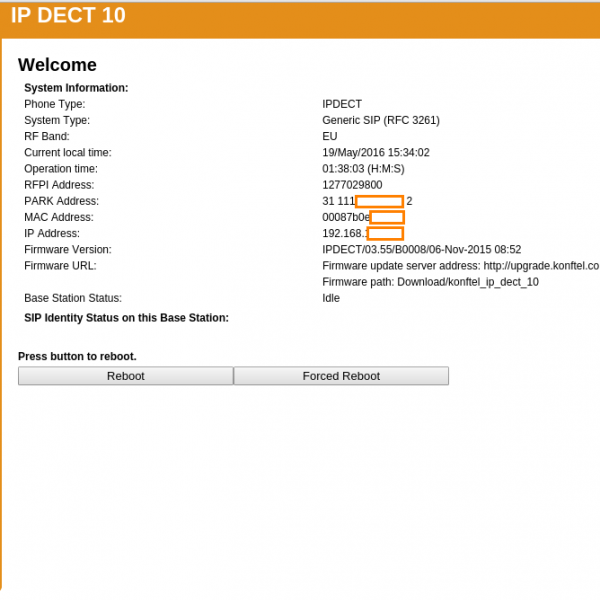 IP DECT 10
Welcome
System Information:
Phone Type: IPDECT
System Type: Generic SIP (RFC 3261)
RF Band: EU
Current local time: 19/May/2016 15:34:02
Operation time: 01:38:03 (H:M:S)
RFPI Address: 1277029800
PARK Address: 31 111 2
MAC Address: 00087b0e
IP Address: 192.168.
Firmware Version: IPDECT/03.55/B0008/06-Nov-2015 08:52
Firmware URL: Firmware update server address: http://upgrade.konftel.co
Firmware path: Download/konftel_ip_dect_10
Base Station Status: Idle
SIP Identity Status on this Base Station:
Press button to reboot.
Reboot Forced Reboot